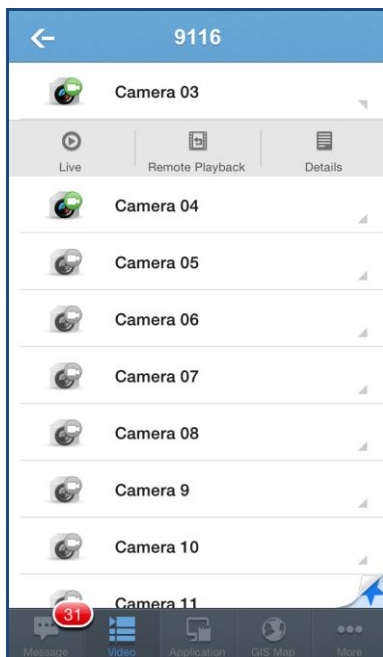 9116
Camera 03
Live Remote Playback Details
Camera 04
Camera 05
Camera 06
Camera 07
Camera 08
Camera 9
Camera 10
Camera 11
31
Message Video Application GIS Map More